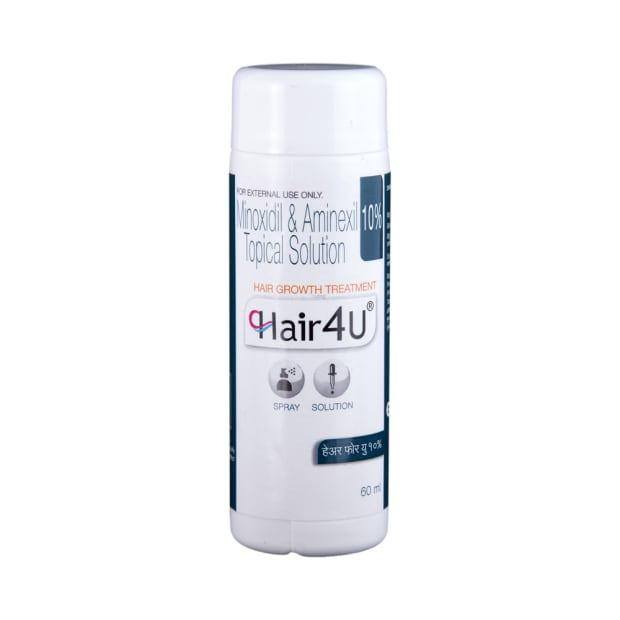 FOR EXTERNAL USE ONLY.
Minoxidil & Aminexil 10%
Topical Solution
HAIR GROWTH TREATMENT
Hair4U®
SPRAY SOLUTION
हेअर फोर यु १०%
60 ml